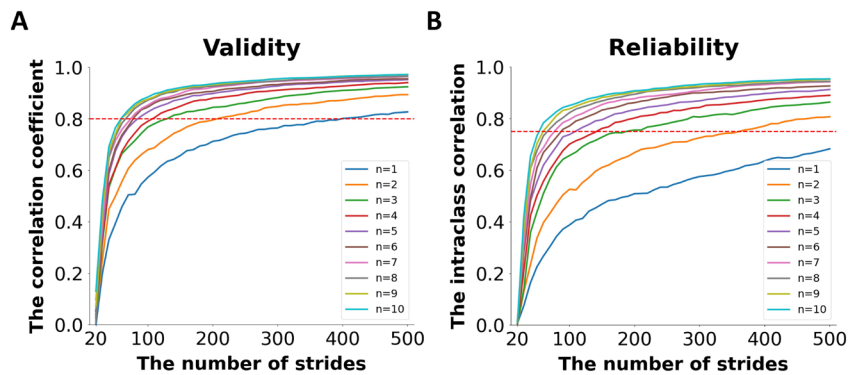 A
Validity
The correlation coefficient
1.0
0.8
0.6
0.4
0.2
0.0
20
100
200
300
400
500
The number of strides
n=1
n=2
n=3
n=4
n=5
n=6
n=7
n=8
n=9
n=10
B
Reliability
The intraclass correlation
1.0
0.8
0.6
0.4
0.2
0.0
20
100
200
300
400
500
The number of strides
n=1
n=2
n=3
n=4
n=5
n=6
n=7
n=8
n=9
n=10